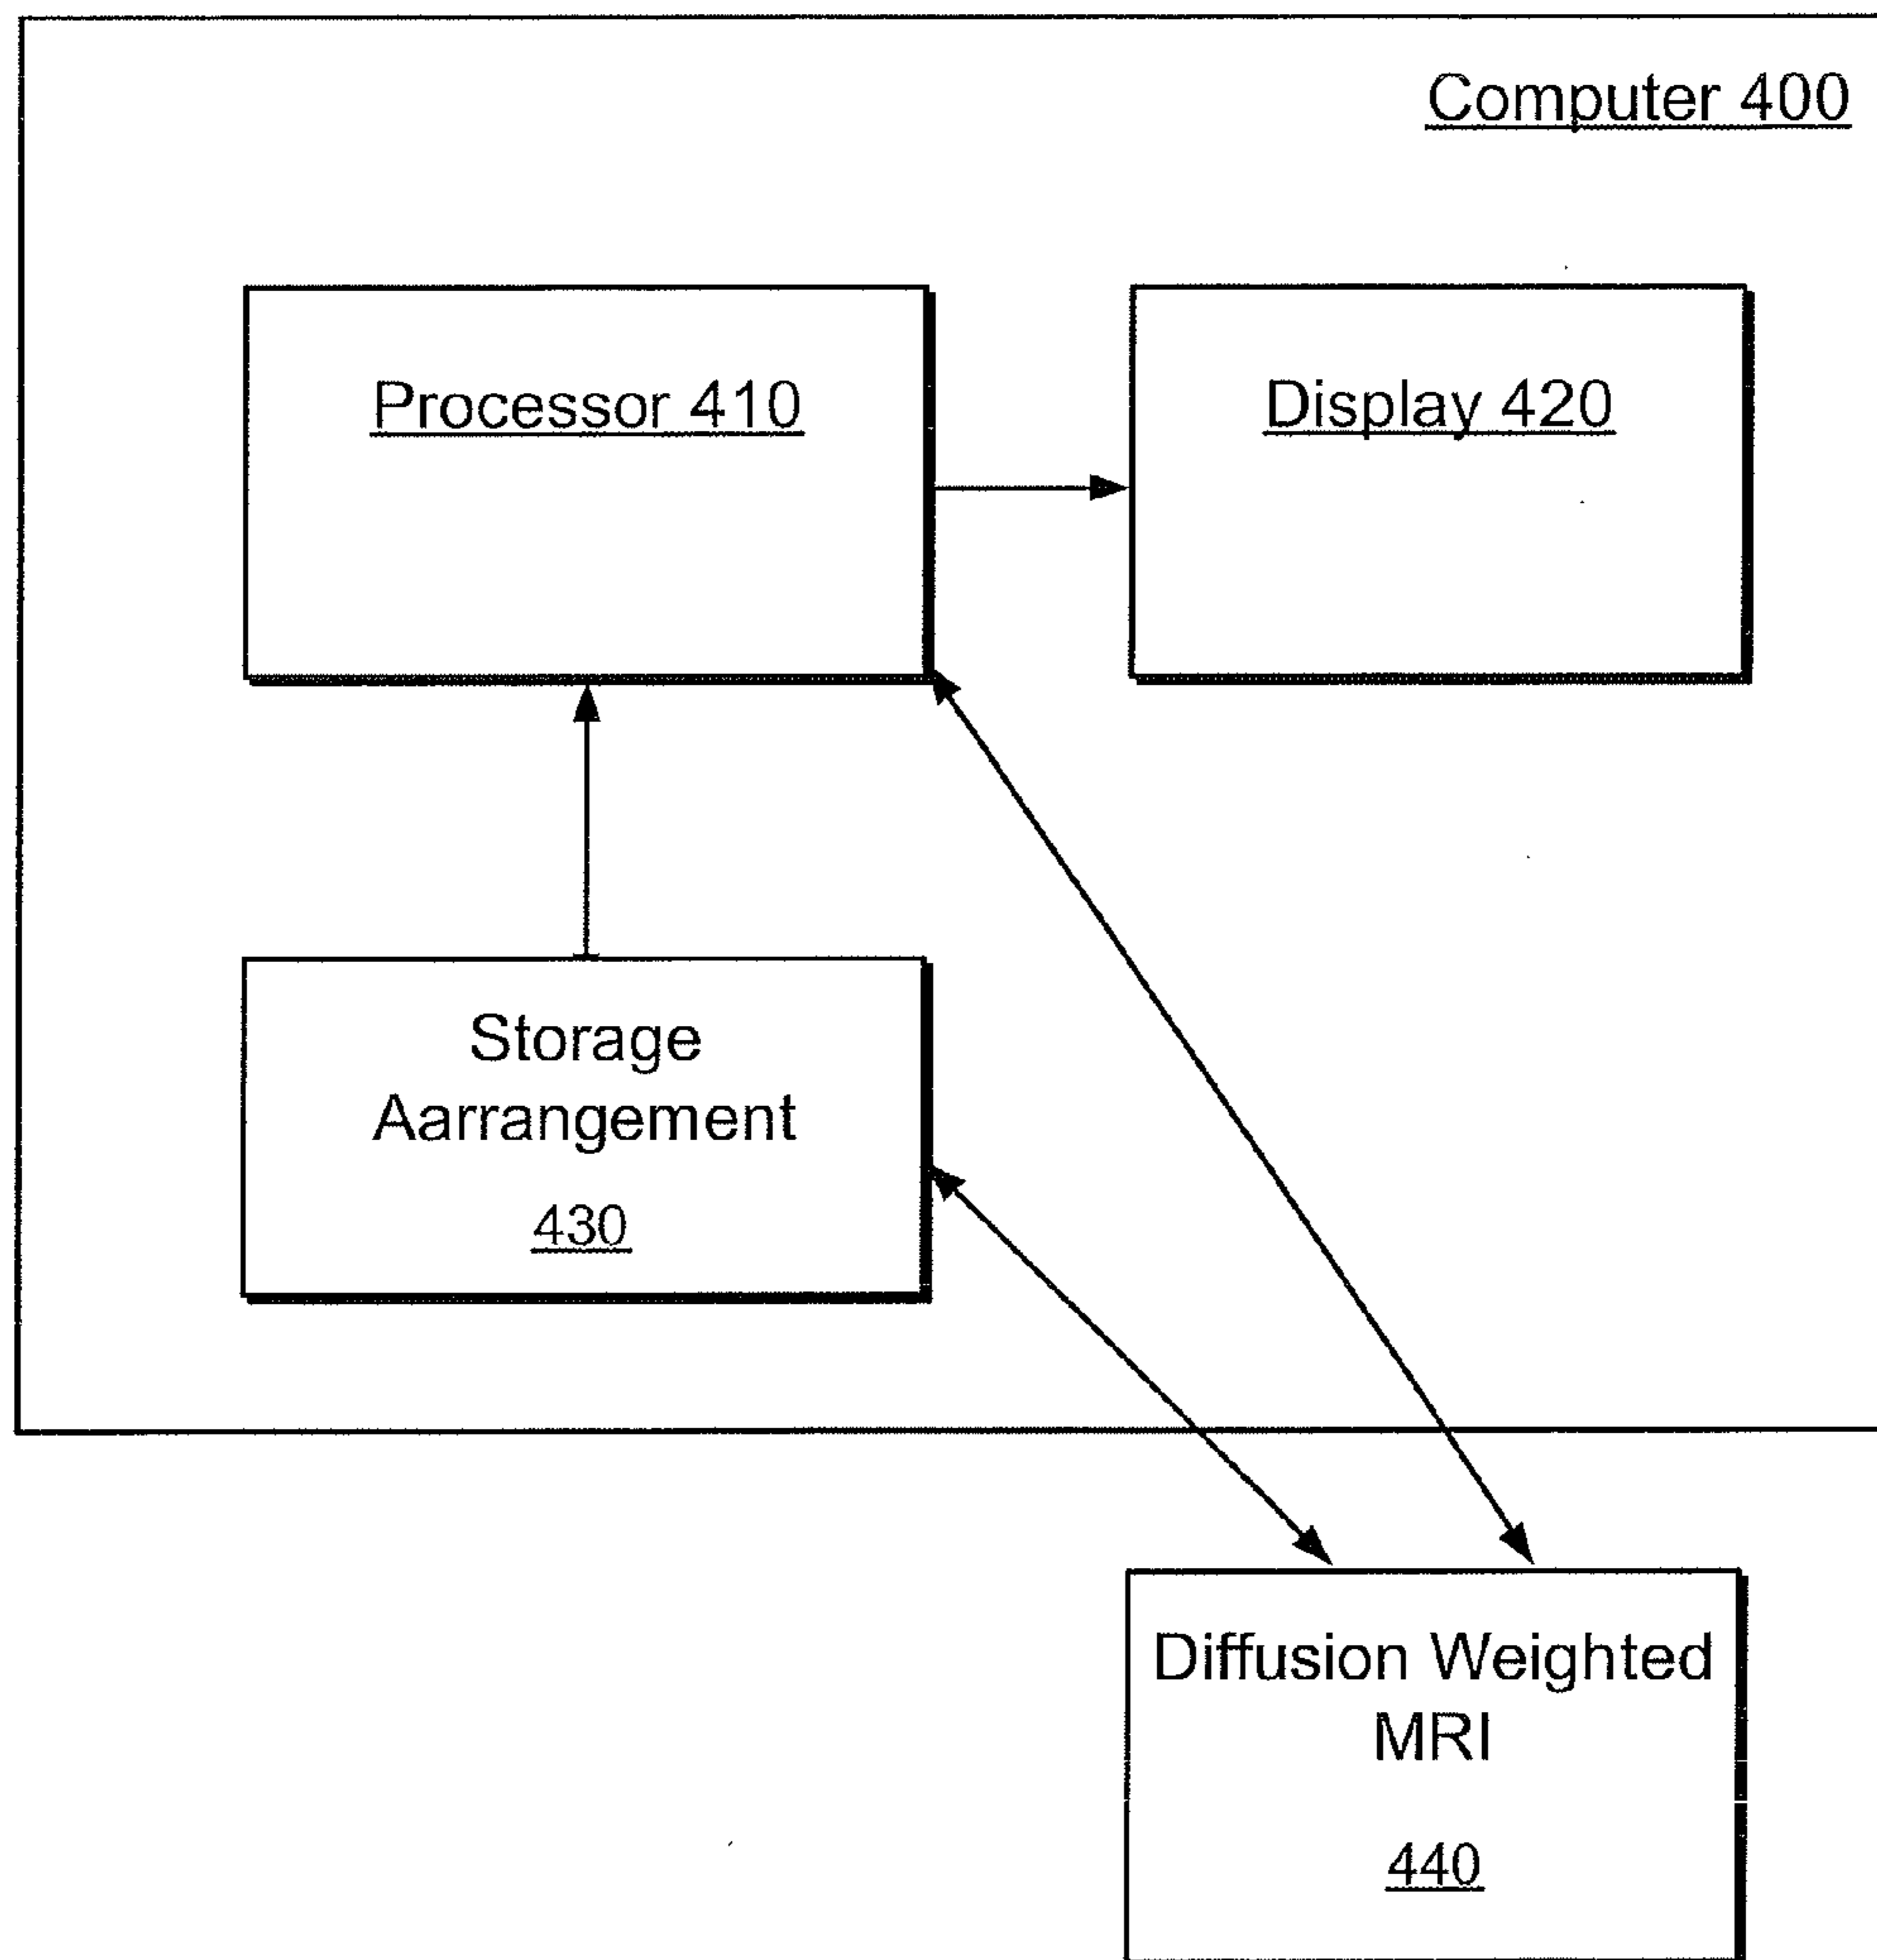 Computer 400
Processor 410
Display 420
Storage
Aarrangement
430
Diffusion Weighted
MRI
440